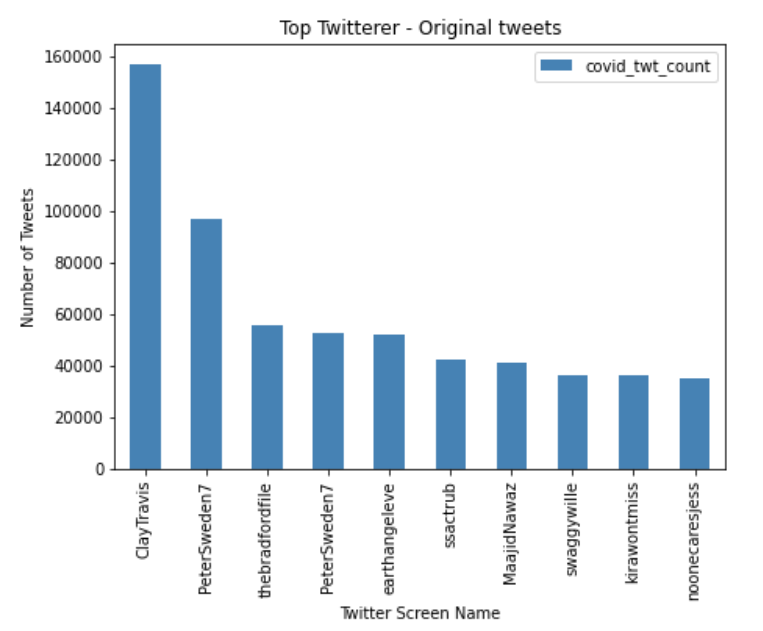 Top Twitterer - Original tweets
covid_twt_count
Number of Tweets
160000
140000
120000
100000
80000
60000
40000
20000
0
ClayTravis
PeterSweden7
thebradfordfile
PeterSweden7
earthangeleve
ssactrub
MaajidNawaz
swaggywille
kirawontmiss
noonecaresjess
Twitter Screen Name